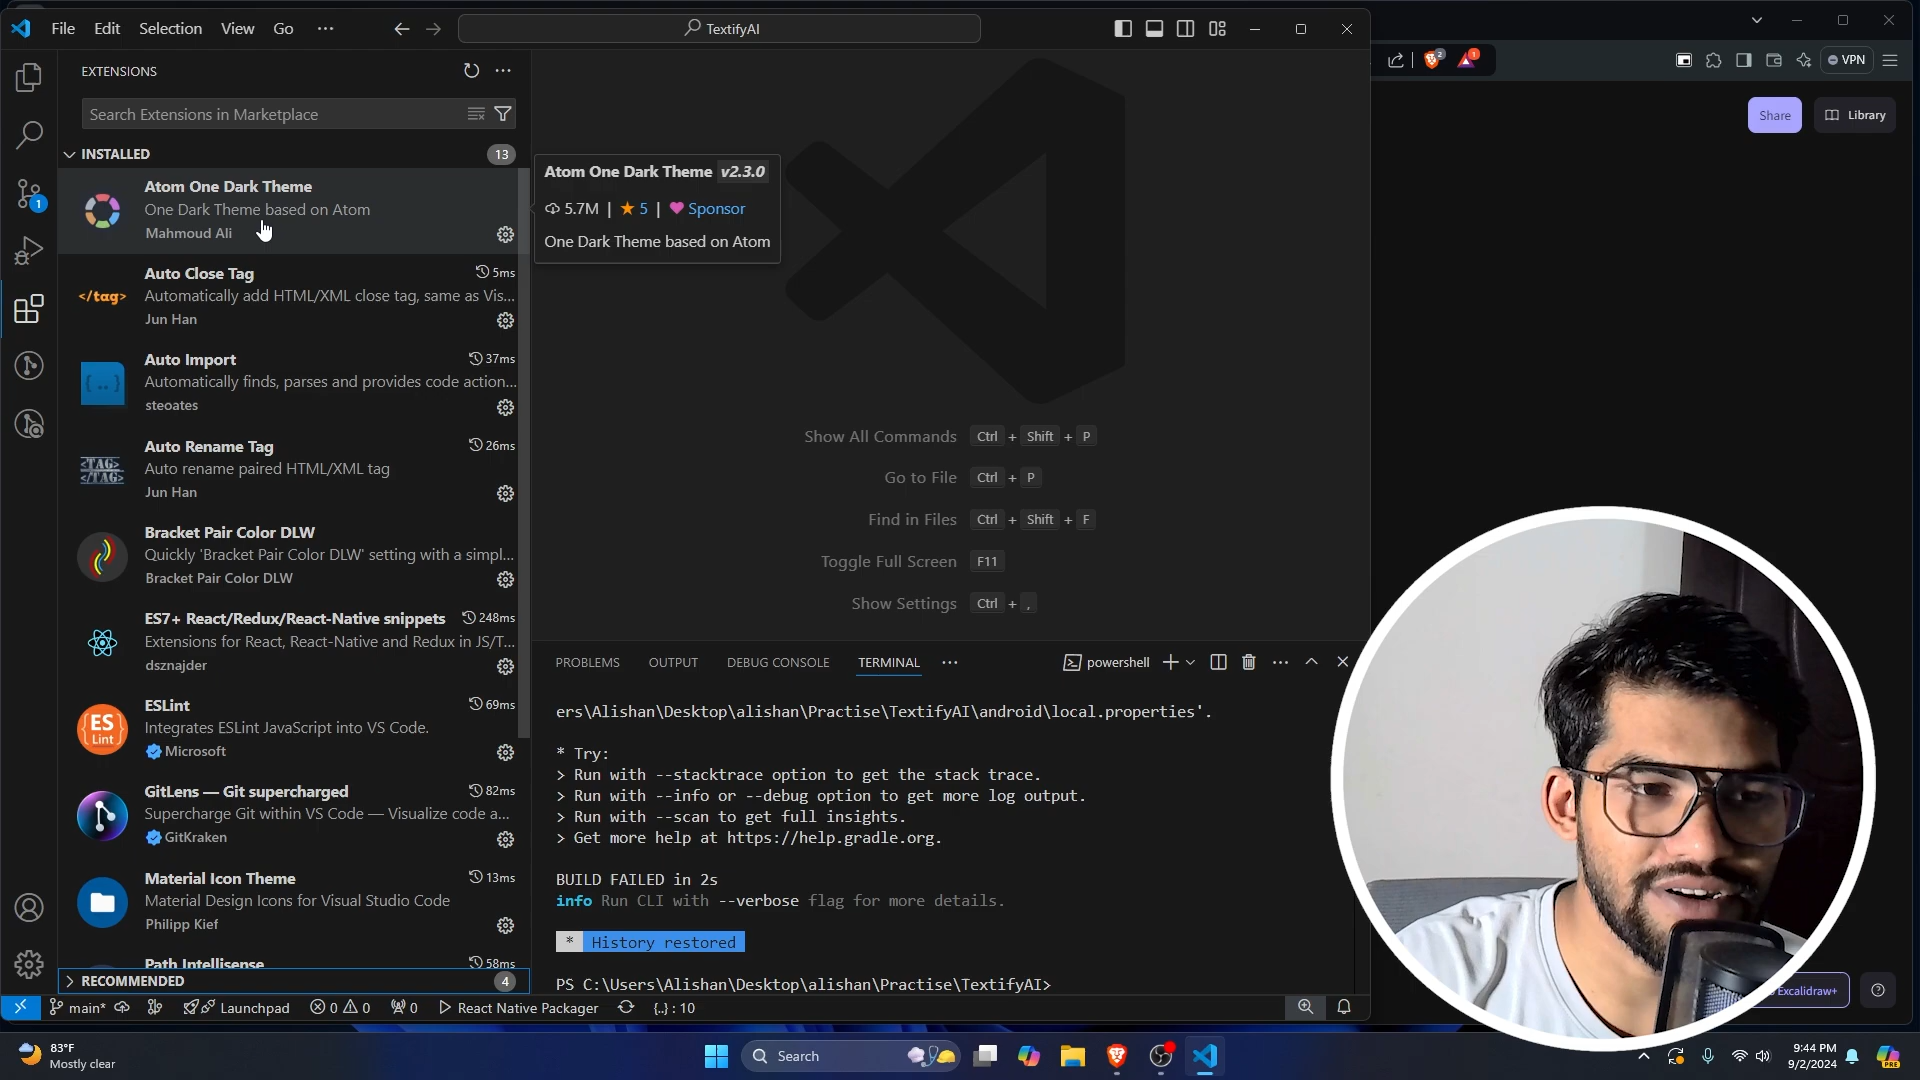 File Edit Selection View Go
TextifyAI
2
1
VPN
EXTENSIONS
Search Extensions in Marketplace
Share
Library
INSTALLED
13
Atom One Dark Theme
One Dark Theme based on Atom
Mahmoud Ali
Atom One Dark Theme v2.3.0
5.7M | 5 | Sponsor
One Dark Theme based on Atom
Auto Close Tag
5ms
</tag>
Automatically add HTML/XML close tag, same as Vis...
Jun Han
Auto Import
37ms
Automatically finds, parses and provides code action...
steoates
Auto Rename Tag
26ms
<TAG>
</TAG>
Auto rename paired HTML/XML tag
Jun Han
Bracket Pair Color DLW
Quickly 'Bracket Pair Color DLW' setting with a simpl...
Bracket Pair Color DLW
ES7+ React/Redux/React-Native snippets
248ms
Extensions for React, React-Native and Redux in JS/T...
dsznajder
ESLint
69ms
ES
Lint
Integrates ESLint JavaScript into VS Code.
Microsoft
GitLens — Git supercharged
82ms
Supercharge Git within VS Code — Visualize code a...
GitKraken
Material Icon Theme
13ms
Material Design Icons for Visual Studio Code
Philipp Kief
Path Intellisense
58ms
RECOMMENDED
4
Show All Commands Ctrl + Shift + P
Go to File Ctrl + P
Find in Files Ctrl + Shift + F
Toggle Full Screen F11
Show Settings Ctrl + ,
PROBLEMS OUTPUT DEBUG CONSOLE TERMINAL
powershell
ers\Alishan\Desktop\alishan\Practise\TextifyAI\android\local.properties'.
* Try:
> Run with --stacktrace option to get the stack trace.
> Run with --info or --debug option to get more log output.
> Run with --scan to get full insights.
> Get more help at https://help.gradle.org.
BUILD FAILED in 2s
info Run CLI with --verbose flag for more details.
* History restored
PS C:\Users\Alishan\Desktop\alishan\Practise\TextifyAI>
Excalidraw+
main* Launchpad 0 0 0 React Native Packager {..} : 10
83°F
Mostly clear
Search
9:44 PM
9/2/2024
PRE